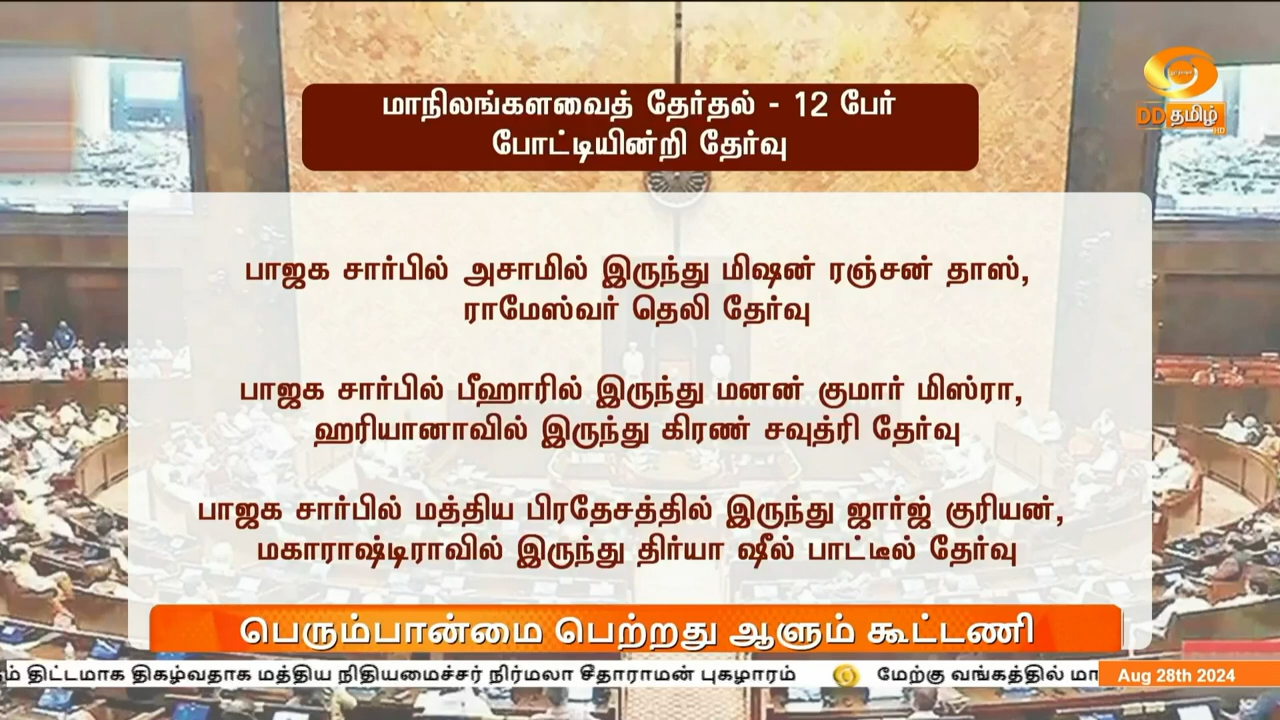 மாநிலங்களவைத் தேர்தல் - 12 பேர்
போட்டியின்றி தேர்வு
DD தமிழ் HD
பாஜக சார்பில் அசாமில் இருந்து மிஷன் ரஞ்சன் தாஸ்,
ராமேஸ்வர் தெலி தேர்வு
பாஜக சார்பில் பீஹாரில் இருந்து மனன் குமார் மிஸ்ரா,
ஹரியானாவில் இருந்து கிரண் சவுத்ரி தேர்வு
பாஜக சார்பில் மத்திய பிரதேசத்தில் இருந்து ஜார்ஜ் குரியன்,
மகாராஷ்டிராவில் இருந்து திர்யா ஷீல் பாட்டீல் தேர்வு
பெரும்பான்மை பெற்றது ஆளும் கூட்டணி
திட்டமாக திகழ்வதாக மத்திய நிதியமைச்சர் நிர்மலா சீதாராமன் புகழாரம் மேற்கு வங்கத்தில் மா
Aug 28th 2024